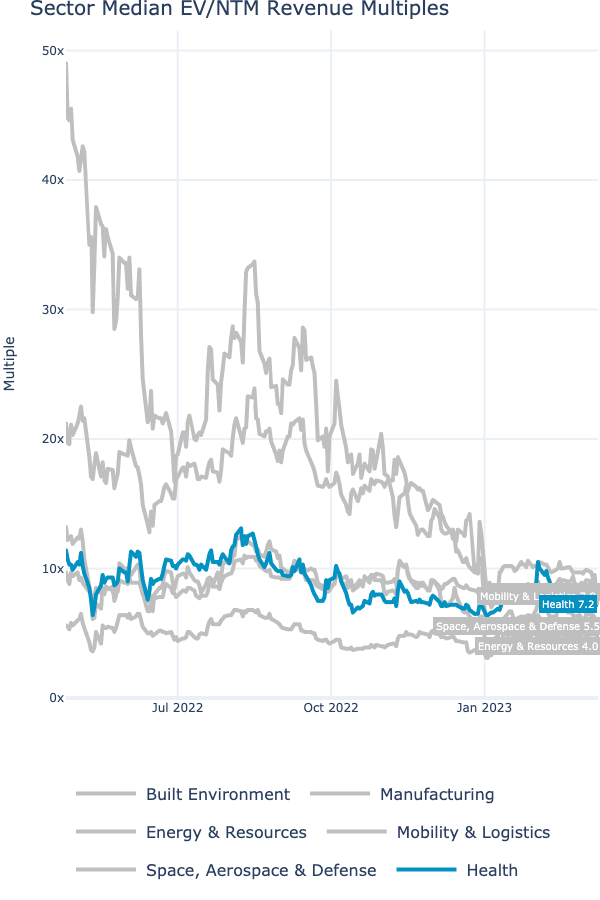 Sector Median EV/NTM Revenue Multiples
50x
40x
30x
20x
10x
0x
Multiple
Mobility & Logistics
Health 7.2
Space, Aerospace & Defense 5.5
Energy & Resources 4.0
Jul 2022
Oct 2022
Jan 2023
Built Environment
Manufacturing
Energy & Resources
Mobility & Logistics
Space, Aerospace & Defense
Health